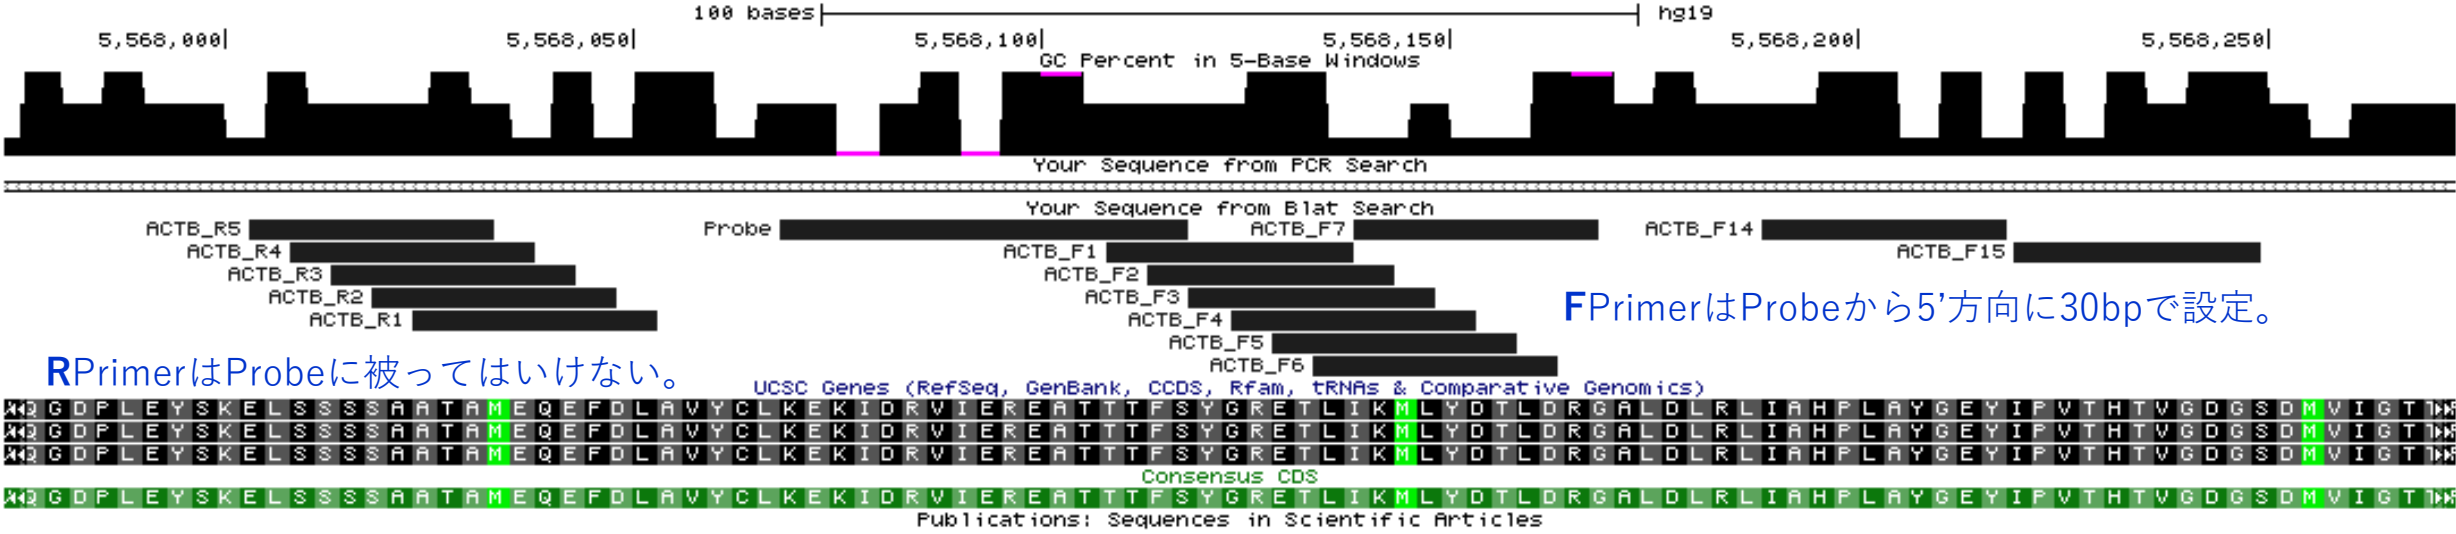 100 bases hg19
5,568,000| 5,568,050| 5,568,100| 5,568,150| 5,568,200| 5,568,250|
GC Percent in 5-Base Windows
Your Sequence from PCR Search
Your Sequence from Blat Search
ACTB_R5 Probe ACTB_F7 ACTB_F14
ACTB_R4 ACTB_F1 ACTB_F15
ACTB_R3 ACTB_F2
ACTB_R2 ACTB_F3
ACTB_R1 ACTB_F4
ACTB_F5
ACTB_F6
FPrimerはProbeから5’方向に30bpで設定。
RPrimerはProbeに被ってはいけない。
UCSC Genes (RefSeq, GenBank, CCDS, Rfam, tRNAs & Comparative Genomics)
Q G D P L E Y S K E L S S S S A A T A M E Q E F D L A V Y C L K E K I D R V I E R E A T T T F S Y G R E T L I K M L Y D T L D R G A L D L R L I A H P L A Y G E Y I P V T H T V G D G S D M V I G T
Q G D P L E Y S K E L S S S S A A T A M E Q E F D L A V Y C L K E K I D R V I E R E A T T T F S Y G R E T L I K M L Y D T L D R G A L D L R L I A H P L A Y G E Y I P V T H T V G D G S D M V I G T
Q G D P L E Y S K E L S S S S A A T A M E Q E F D L A V Y C L K E K I D R V I E R E A T T T F S Y G R E T L I K M L Y D T L D R G A L D L R L I A H P L A Y G E Y I P V T H T V G D G S D M V I G T
Consensus CDS
Q G D P L E Y S K E L S S S S A A T A M E Q E F D L A V Y C L K E K I D R V I E R E A T T T F S Y G R E T L I K M L Y D T L D R G A L D L R L I A H P L A Y G E Y I P V T H T V G D G S D M V I G T
Publications: Sequences in Scientific Articles